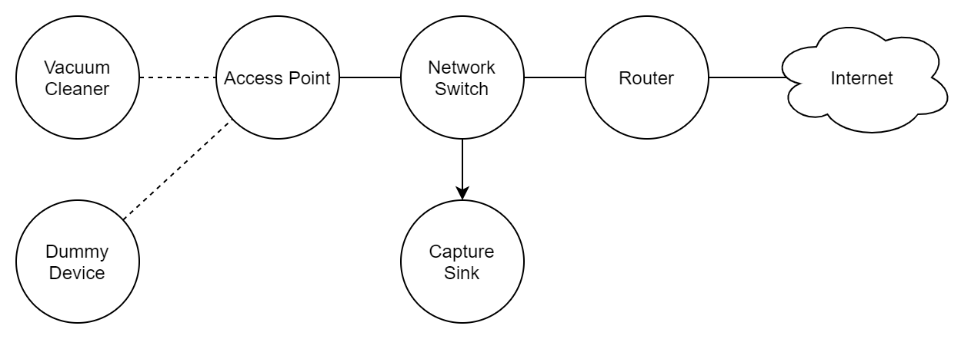 Vacuum
Cleaner
Access Point
Network
Switch
Router
Internet
Dummy
Device
Capture
Sink